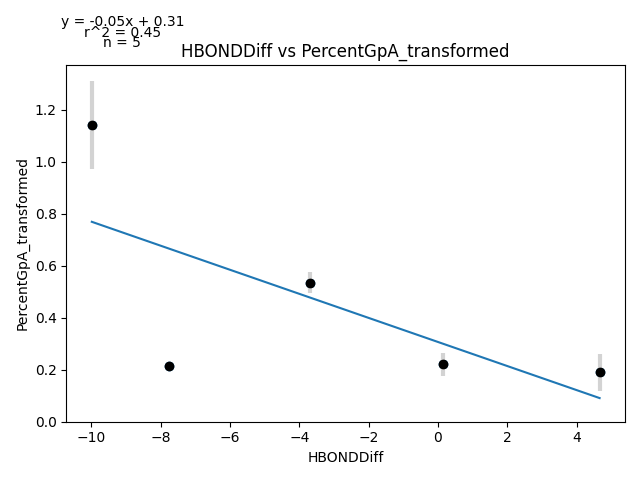 y = -0.05x + 0.31
r^2 = 0.45
n = 5
HBONDDiff vs PercentGpA_transformed
PercentGpA_transformed
1.2
1.0
0.8
0.6
0.4
0.2
0.0
−10
−8
−6
−4
−2
0
2
4
HBONDDiff